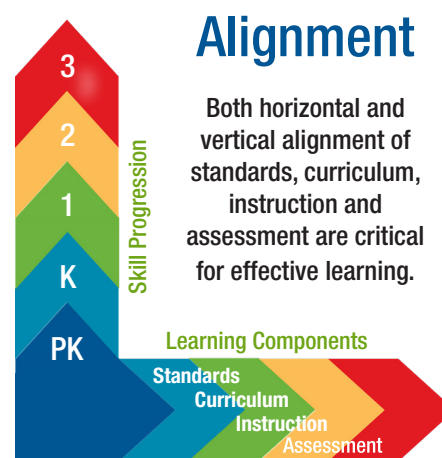 Alignment
Both horizontal and
vertical alignment of
standards, curriculum,
instruction and
assessment are critical
for effective learning.
3
2
1
K
PK
Skill Progression
Learning Components
Standards
Curriculum
Instruction
Assessment